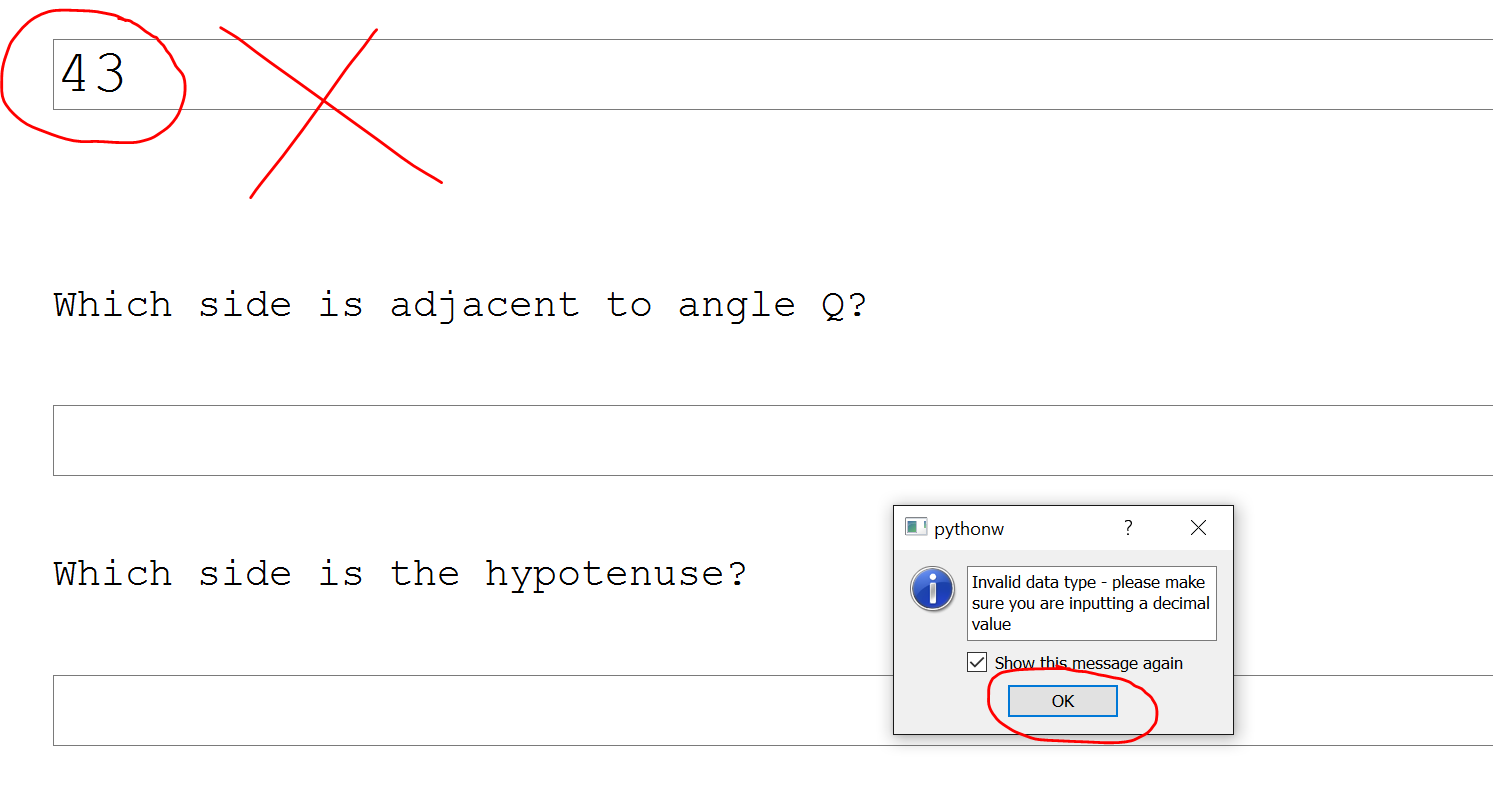 43
Which side is adjacent to angle Q?
Which side is the hypotenuse?
pythonw
?
Invalid data type - please make
sure you are inputting a decimal
value
Show this message again
OK